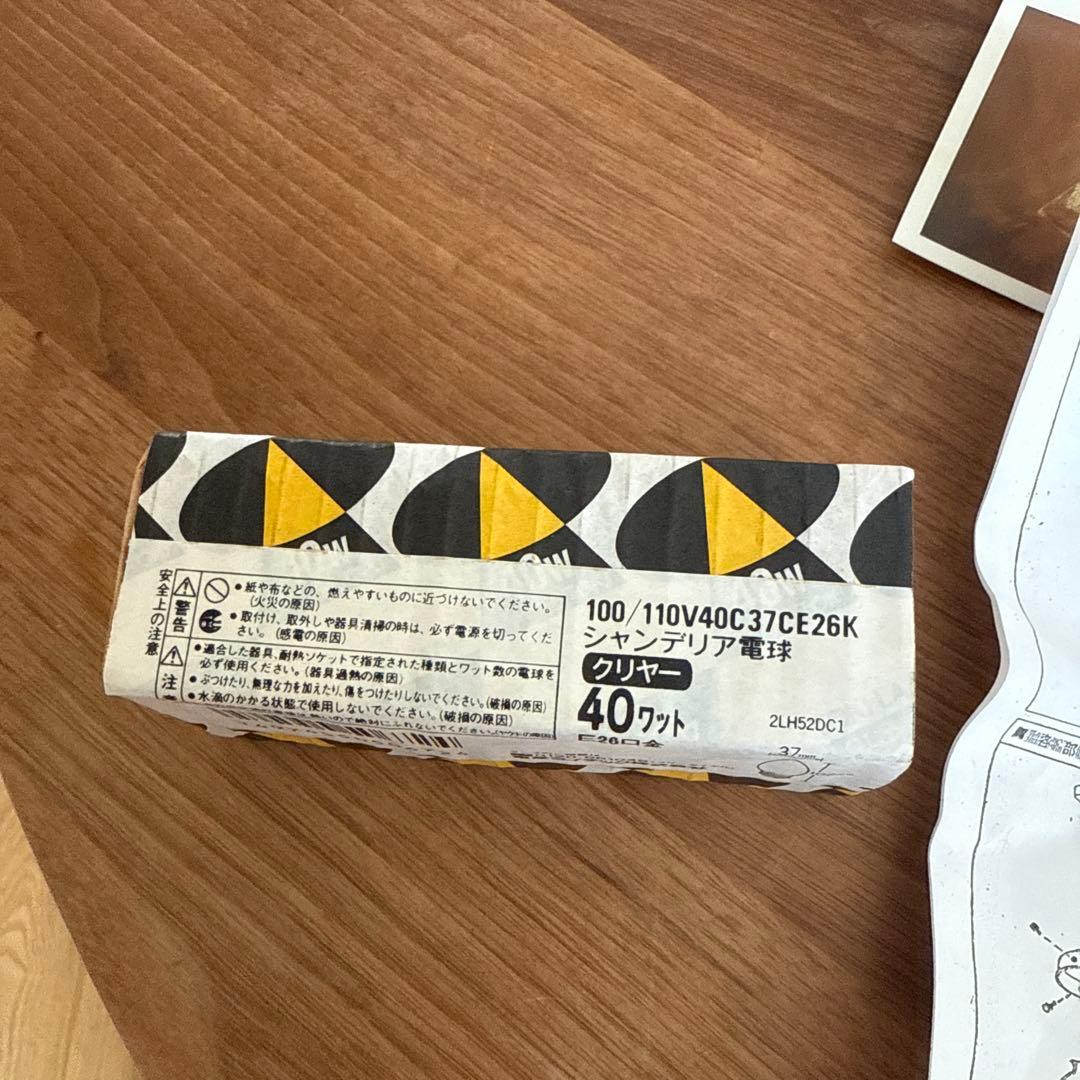 40W
40W
40W
安全上の注意
警告
●紙や布などの、燃えやすいものに近づけないでください。
(火災の原因)
●取付け、取外しや器具清掃の時は、必ず電源を切ってくだ
さい。(感電の原因)
注
●適合した器具、耐熱ソケットで指定された種類とワット数の電球を
必ず使用ください。(器具過熱の原因)
●ぶつけたり、無理な力を加えたり、傷をつけたりしないでください。(破損の原因)
●水滴のかかる状態で使用しないでください。(破損の原因)
100/110V40C37CE26K
シャンデリア電球
クリヤー
40ワット
2LH52DC1
E26口金
37mm